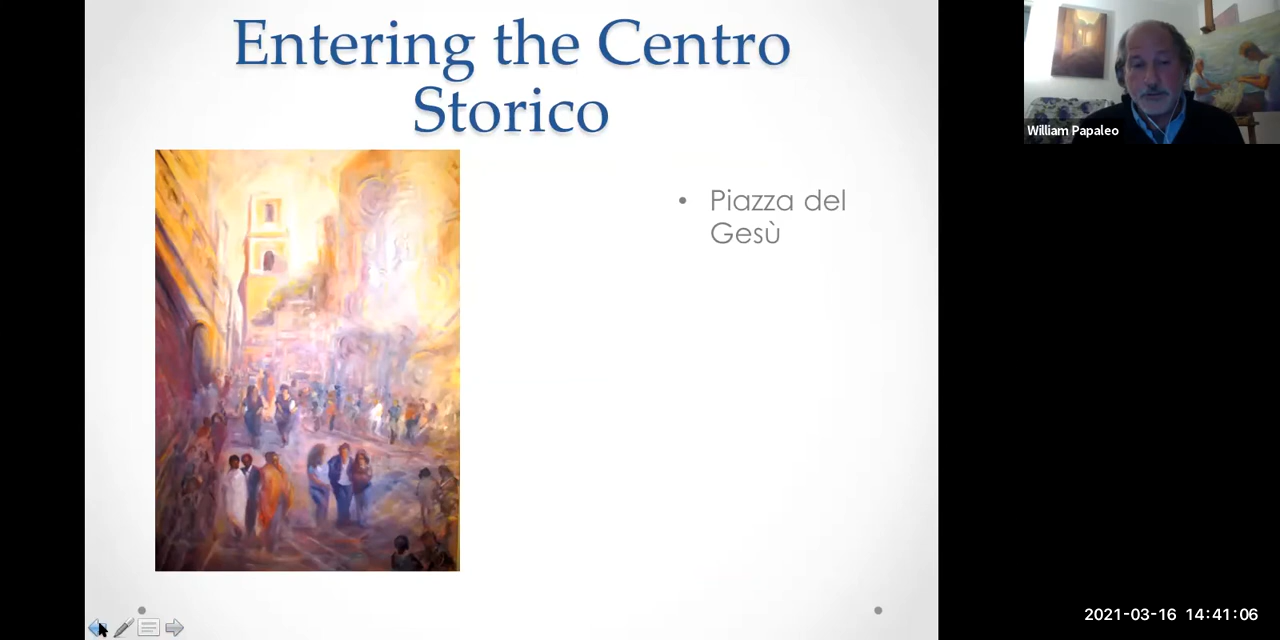 Entering the Centro
Storico
• Piazza del
Gesù
William Papaleo
2021-03-16 14:41:06